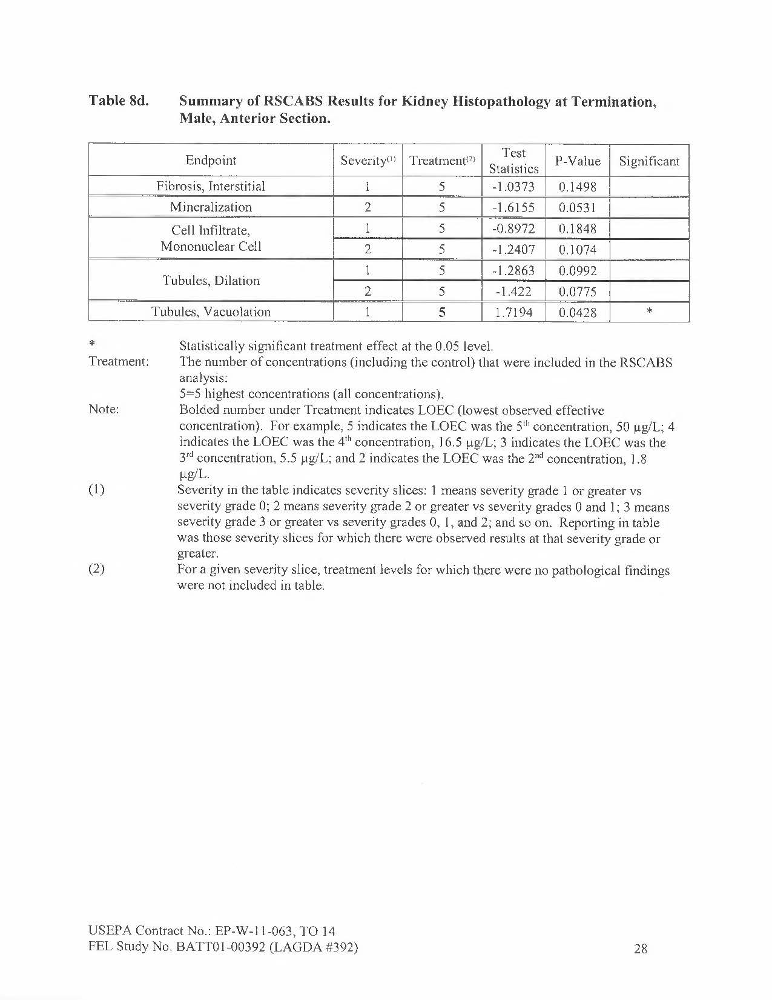 Table 8d. Summary of RSCABS Results for Kidney Histopathology at Termination,
Male, Anterior Section.
Endpoint Severity(1) Treatment(2) Test Statistics P-Value Significant
Fibrosis, Interstitial 1 5 -1.0373 0.1498
Mineralization 2 5 -1.6155 0.0531
Cell Infiltrate, 1 5 -0.8972 0.1848
Mononuclear Cell 2 5 -1.2407 0.1074
Tubules, Dilation 1 5 -1.2863 0.0992
2 5 -1.422 0.0775
Tubules, Vacuolation 1 5 1.7194 0.0428 *
* Statistically significant treatment effect at the 0.05 level.
Treatment: The number of concentrations (including the control) that were included in the RSCABS
analysis:
5=5 highest concentrations (all concentrations).
Note: Bolded number under Treatment indicates LOEC (lowest observed effective
concentration). For example, 5 indicates the LOEC was the 5th concentration, 50 µg/L; 4
indicates the LOEC was the 4th concentration, 16.5 µg/L; 3 indicates the LOEC was the
3rd concentration, 5.5 µg/L; and 2 indicates the LOEC was the 2nd concentration, 1.8
µg/L.
(1) Severity in the table indicates severity slices: 1 means severity grade 1 or greater vs
severity grade 0; 2 means severity grade 2 or greater vs severity grades 0 and 1; 3 means
severity grade 3 or greater vs severity grades 0, 1, and 2; and so on. Reporting in table
was those severity slices for which there were observed results at that severity grade or
greater.
(2) For a given severity slice, treatment levels for which there were no pathological findings
were not included in table.
USEPA Contract No.: EP-W-11-063, TO 14
FEL Study No. BATT01-00392 (LAGDA #392) 28